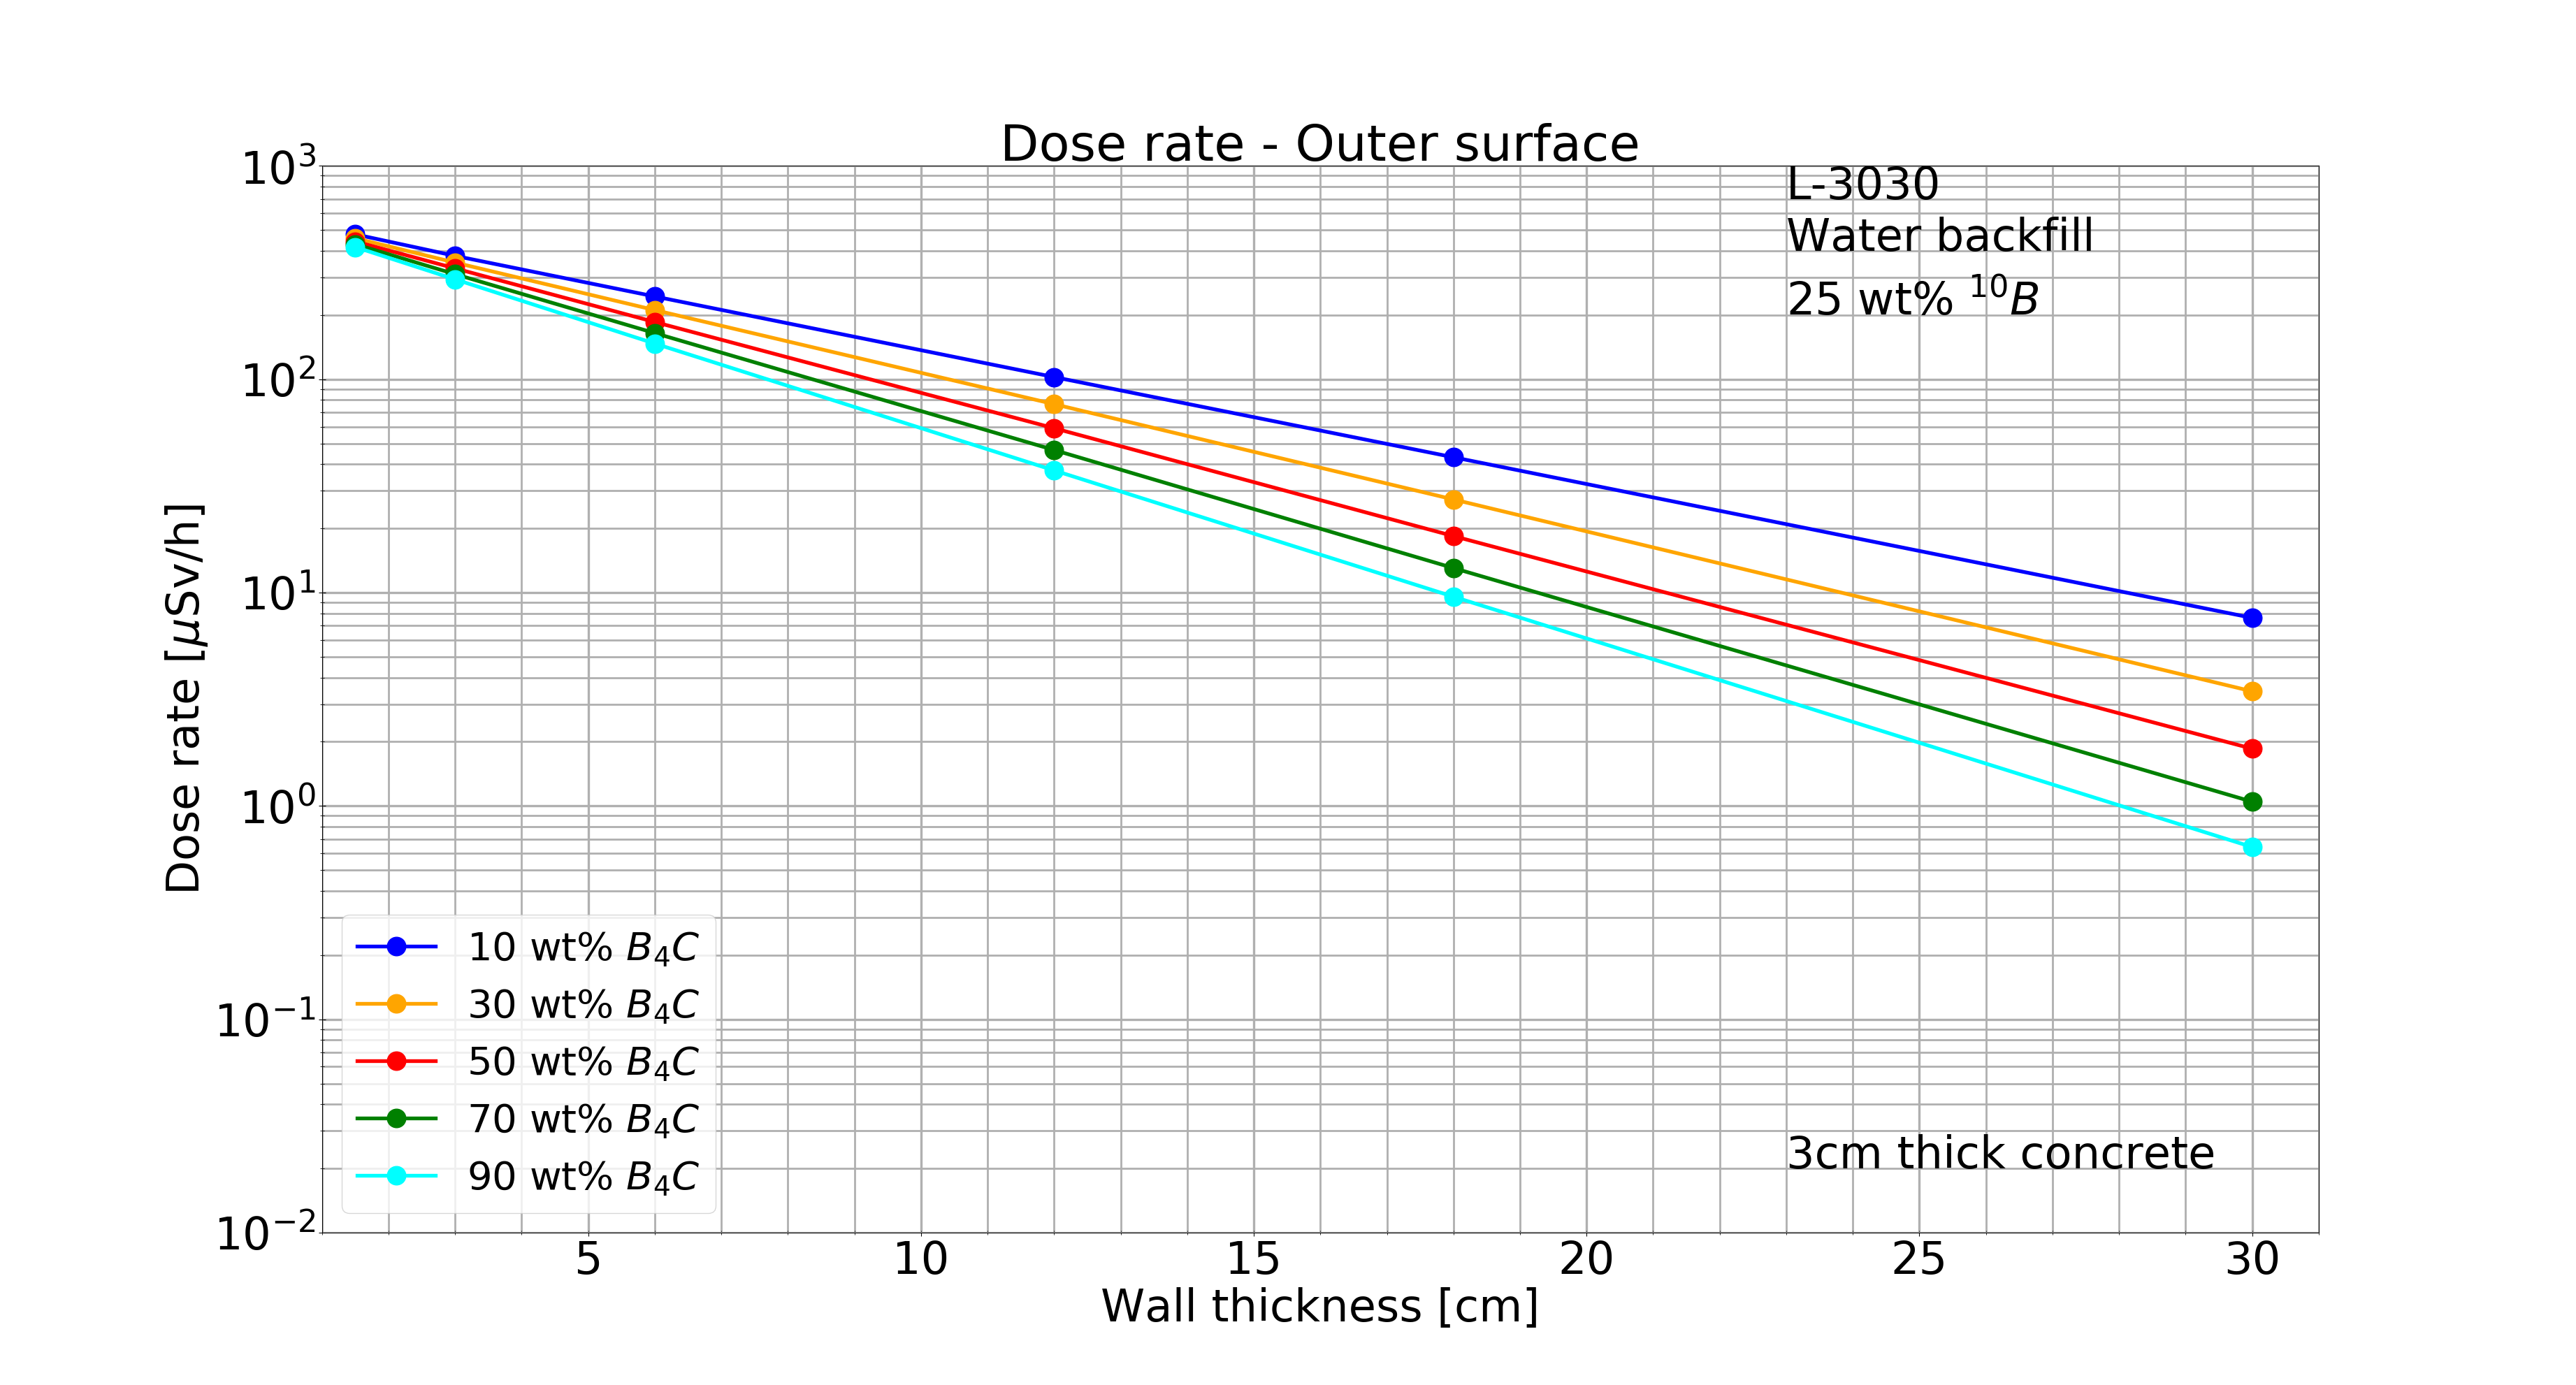 Dose rate - Outer surface
L-3030
Water backfill
25 wt% ¹⁰B
10³
10²
10¹
10⁰
10⁻¹
10⁻²
Dose rate [μSv/h]
10 wt% B₄C
30 wt% B₄C
50 wt% B₄C
70 wt% B₄C
90 wt% B₄C
3cm thick concrete
5 10 15 20 25 30
Wall thickness [cm]